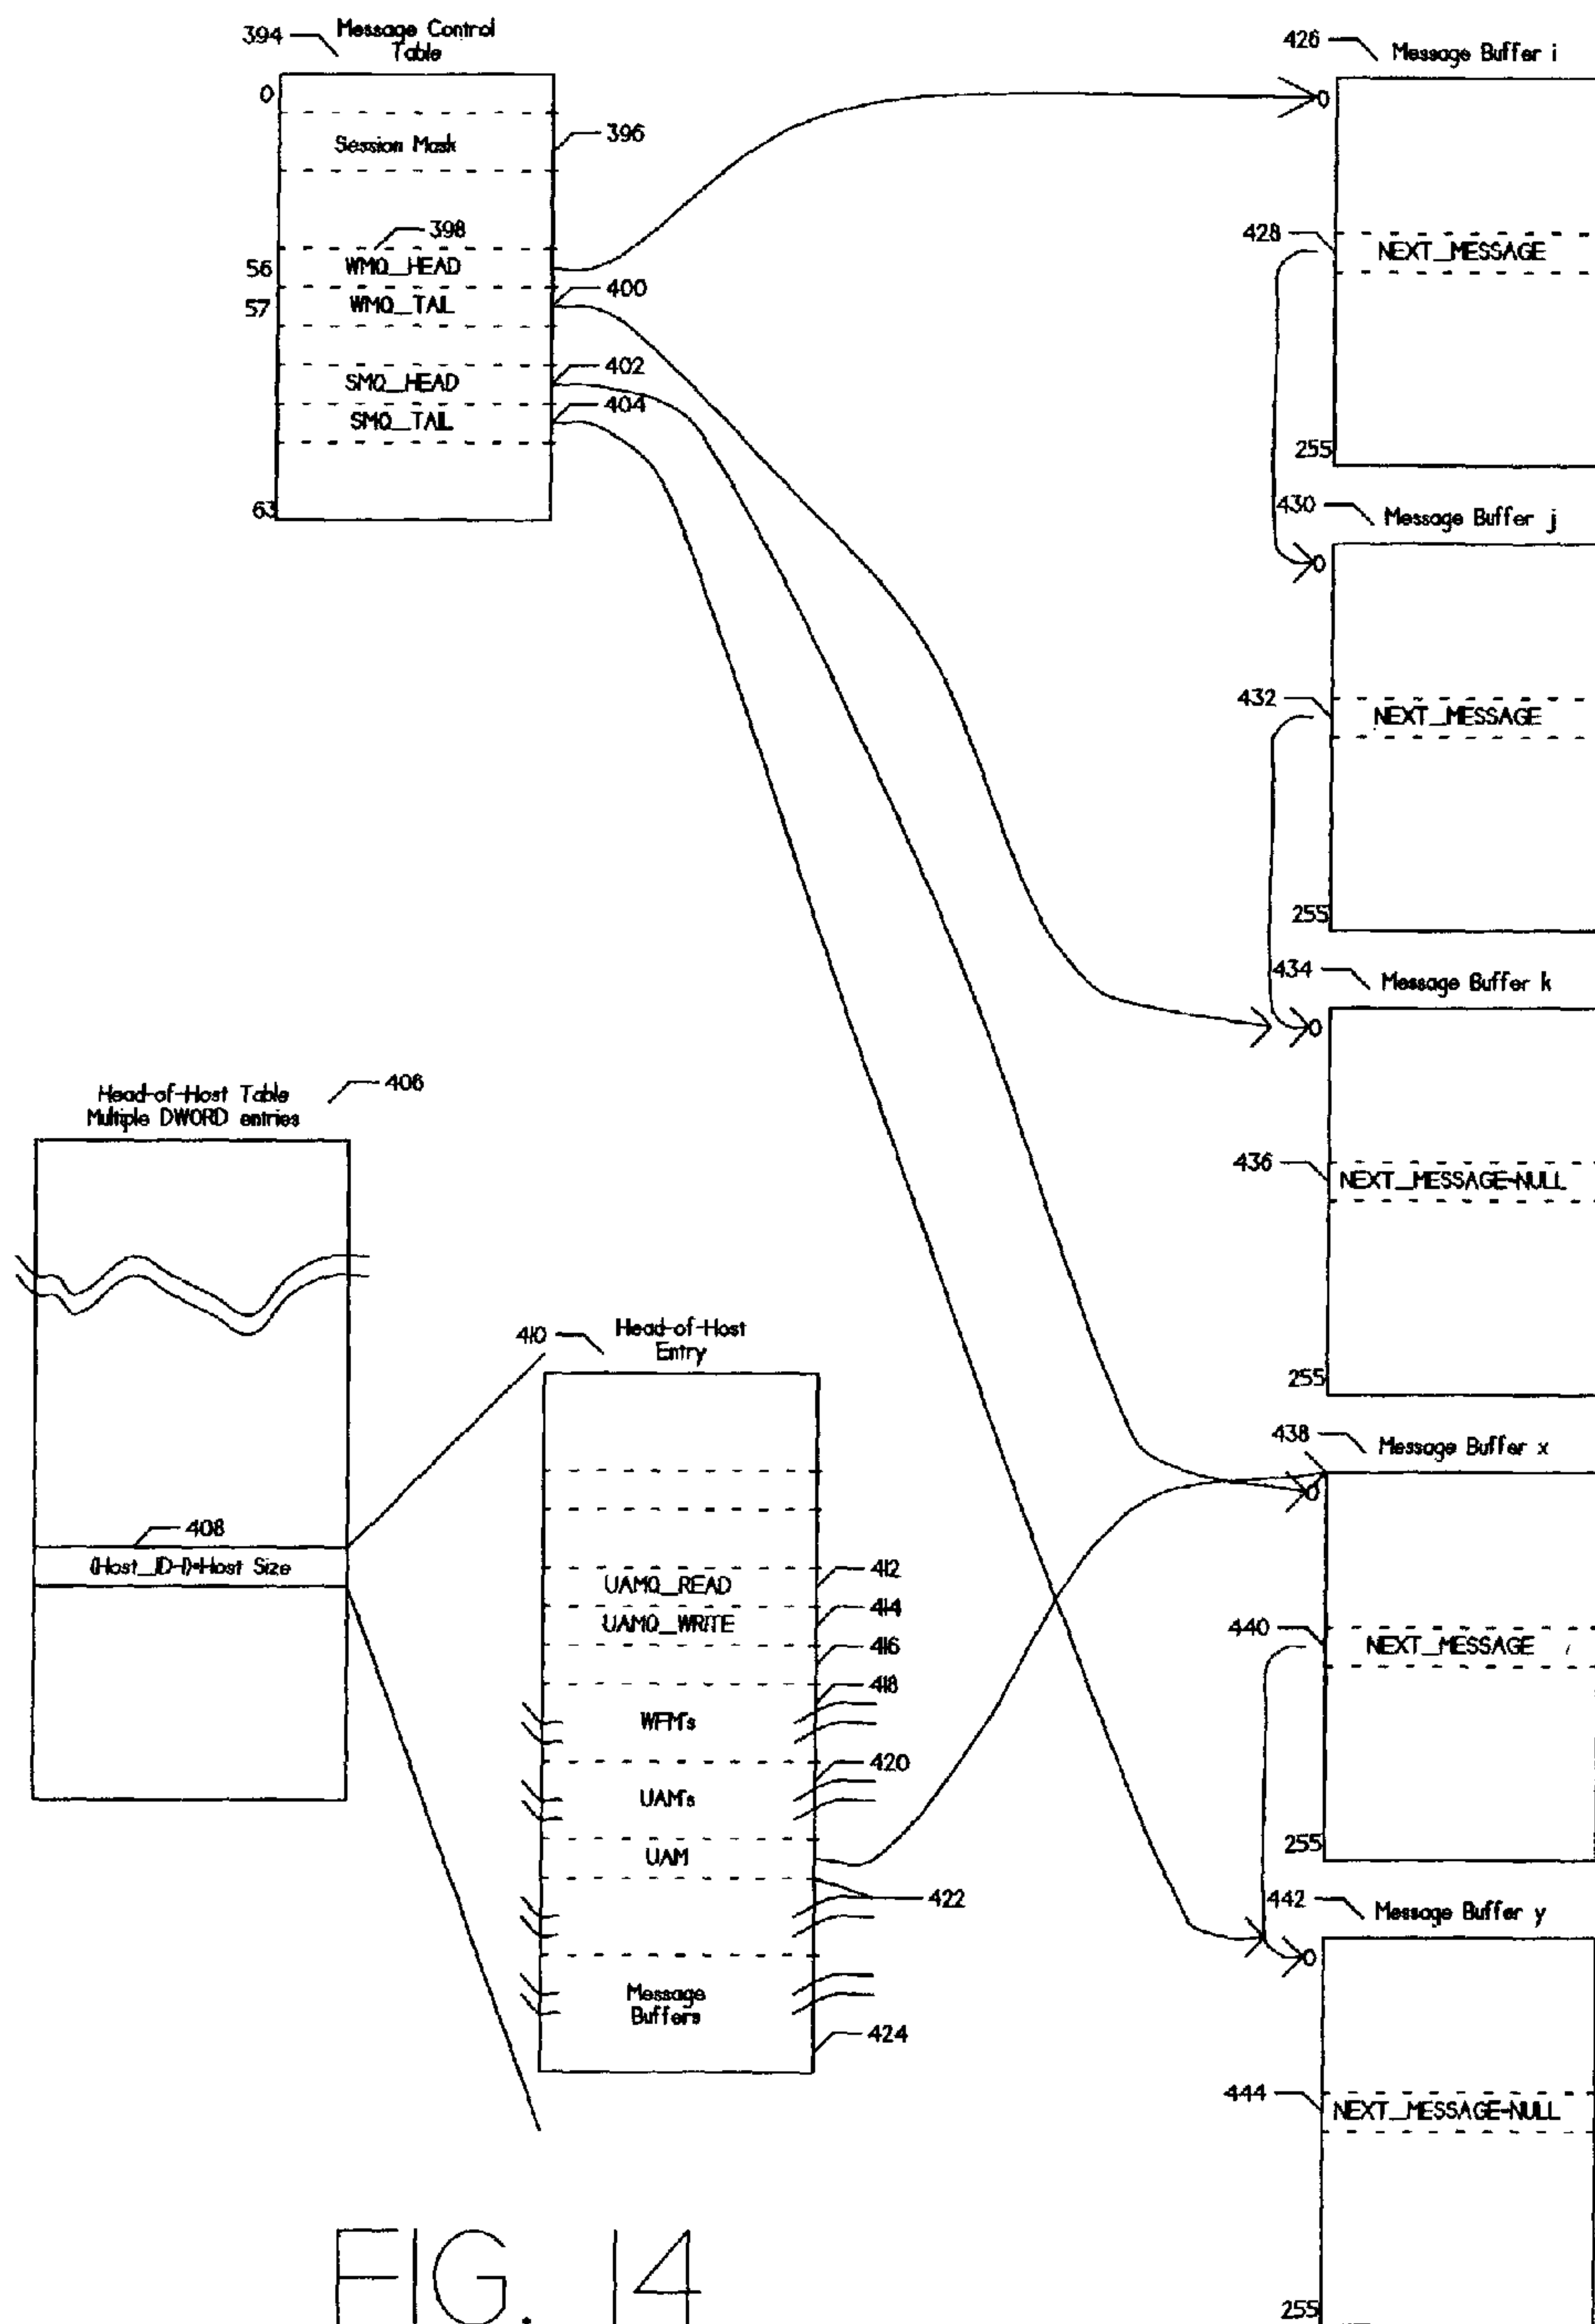 394
Message Control
Table
0
Session Mask
396
398
56
WMQ_HEAD
57
WMQ_TAIL
400
SMQ_HEAD
402
SMQ_TAIL
404
63
426
Message Buffer i
0
428
NEXT_MESSAGE
255
430
Message Buffer j
0
432
NEXT_MESSAGE
255
434
Message Buffer k
0
436
NEXT_MESSAGE=NULL
255
438
Message Buffer x
0
440
NEXT_MESSAGE
255
442
Message Buffer y
0
444
NEXT_MESSAGE=NULL
255
Head-of-Host Table
Multiple DWORD entries
406
408
(Host_ID-1)*Host Size
410
Head-of-Host
Entry
UAMQ_READ
412
UAMQ_WRITE
414
416
418
WFM's
420
UAM's
UAM
422
Message
Buffers
424
FIG. 14